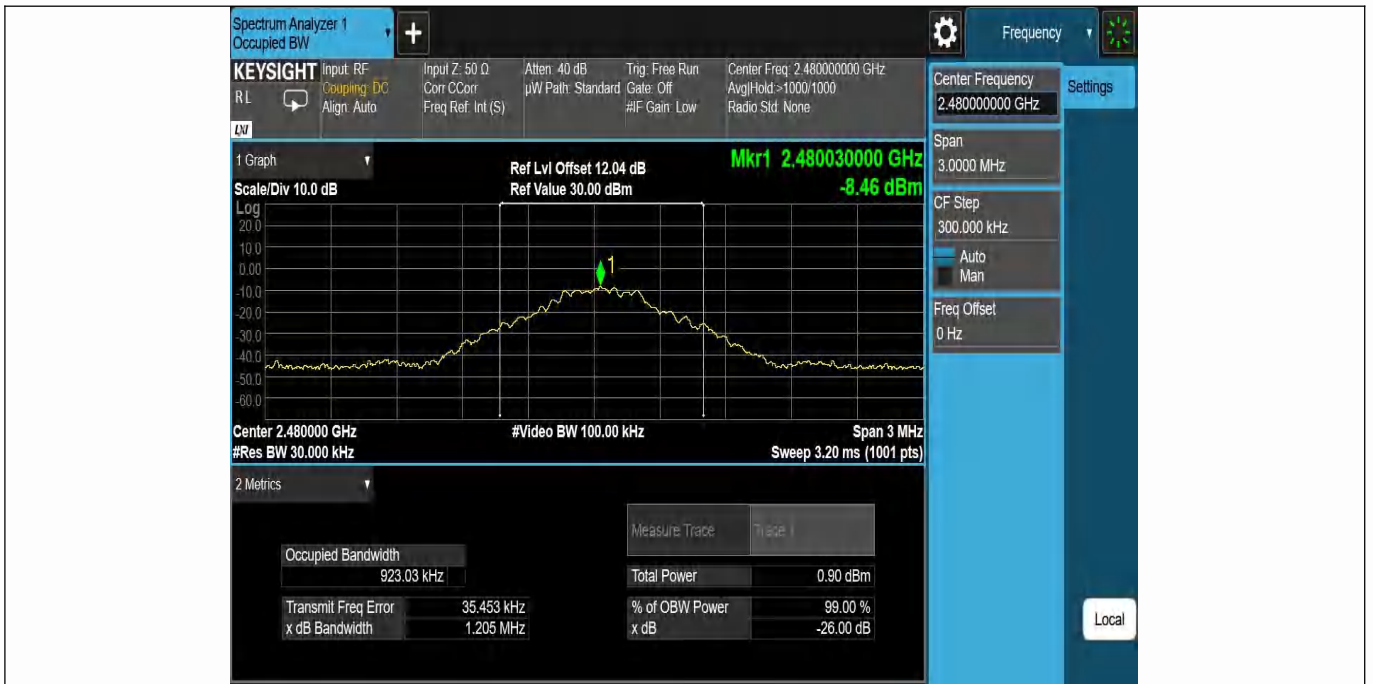 Spectrum Analyzer 1
Occupied BW
+
Frequency
KEYSIGHT
R L
LXI
Input: RF
Coupling: DC
Align: Auto
Input Z: 50 Ω
Corr CCorr
Freq Ref: Int (S)
Atten: 40 dB
µW Path: Standard
Trig: Free Run
Gate: Off
#IF Gain: Low
Center Freq: 2.480000000 GHz
Avg|Hold:>1000/1000
Radio Std: None
1 Graph
Scale/Div 10.0 dB
Ref Lvl Offset 12.04 dB
Ref Value 30.00 dBm
Mkr1 2.480030000 GHz
-8.46 dBm
Log
20.0
10.0
0.00
-10.0
-20.0
-30.0
-40.0
-50.0
-60.0
1
Center 2.480000 GHz
#Video BW 100.00 kHz
Span 3 MHz
#Res BW 30.000 kHz
Sweep 3.20 ms (1001 pts)
2 Metrics
Measure Trace
Trace 1
Occupied Bandwidth
923.03 kHz
Total Power
0.90 dBm
Transmit Freq Error
35.453 kHz
% of OBW Power
99.00 %
x dB Bandwidth
1.205 MHz
x dB
-26.00 dB
Center Frequency
2.480000000 GHz
Settings
Span
3.0000 MHz
CF Step
300.000 kHz
Auto
Man
Freq Offset
0 Hz
Local